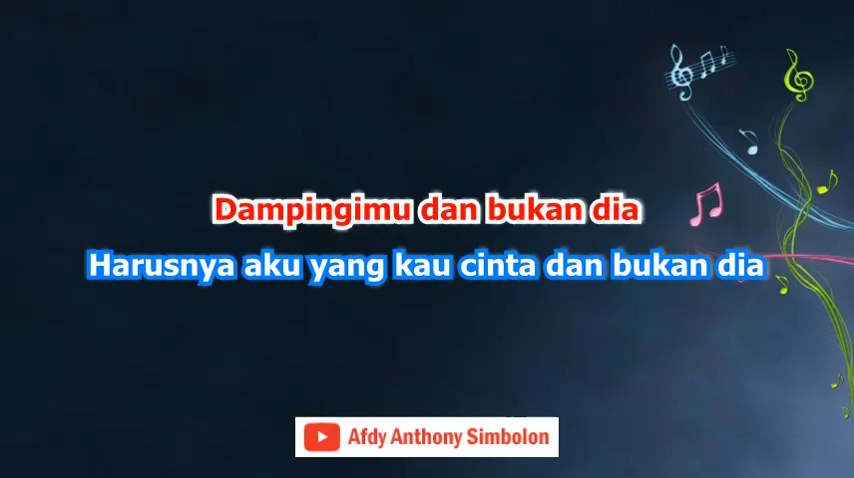 Dampingimu dan bukan dia
Harusnya aku yang kau cinta dan bukan dia
Afdy Anthony Simbolon